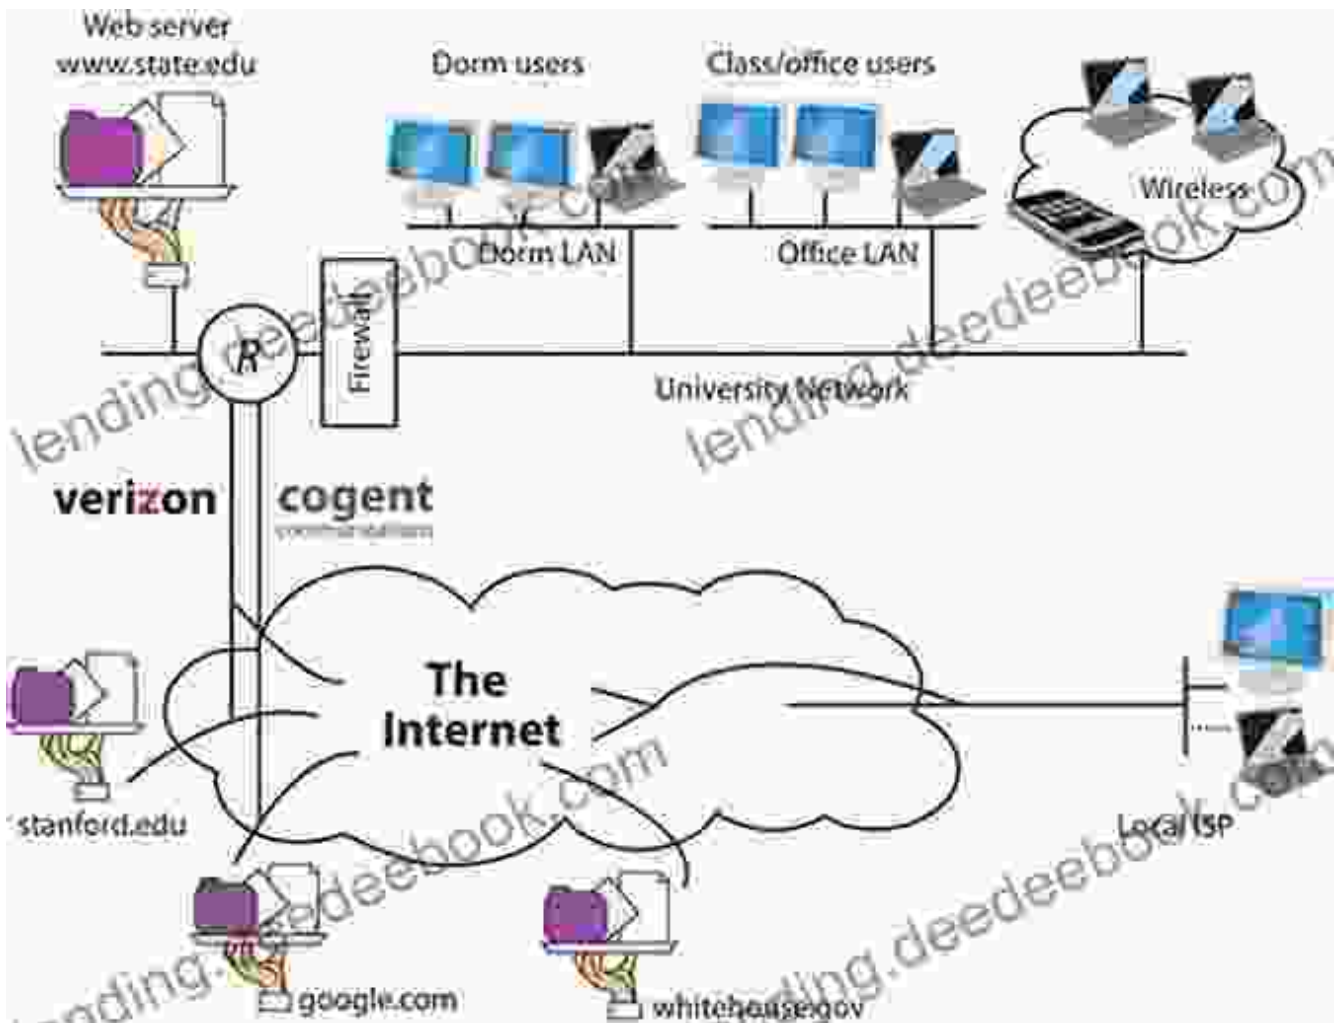 Web server
www.state.edu
Dorm users
Class/office users
Wireless
Dorm LAN
Office LAN
R
Firewall
University Network
verizon
cogent
communications
The
Internet
stanford.edu
Local ISP
google.com
whitehouse.gov
lending.deedeebook.com
lending.deedeebook.com
lending.deedeebook.com
lending.deedeebook.com